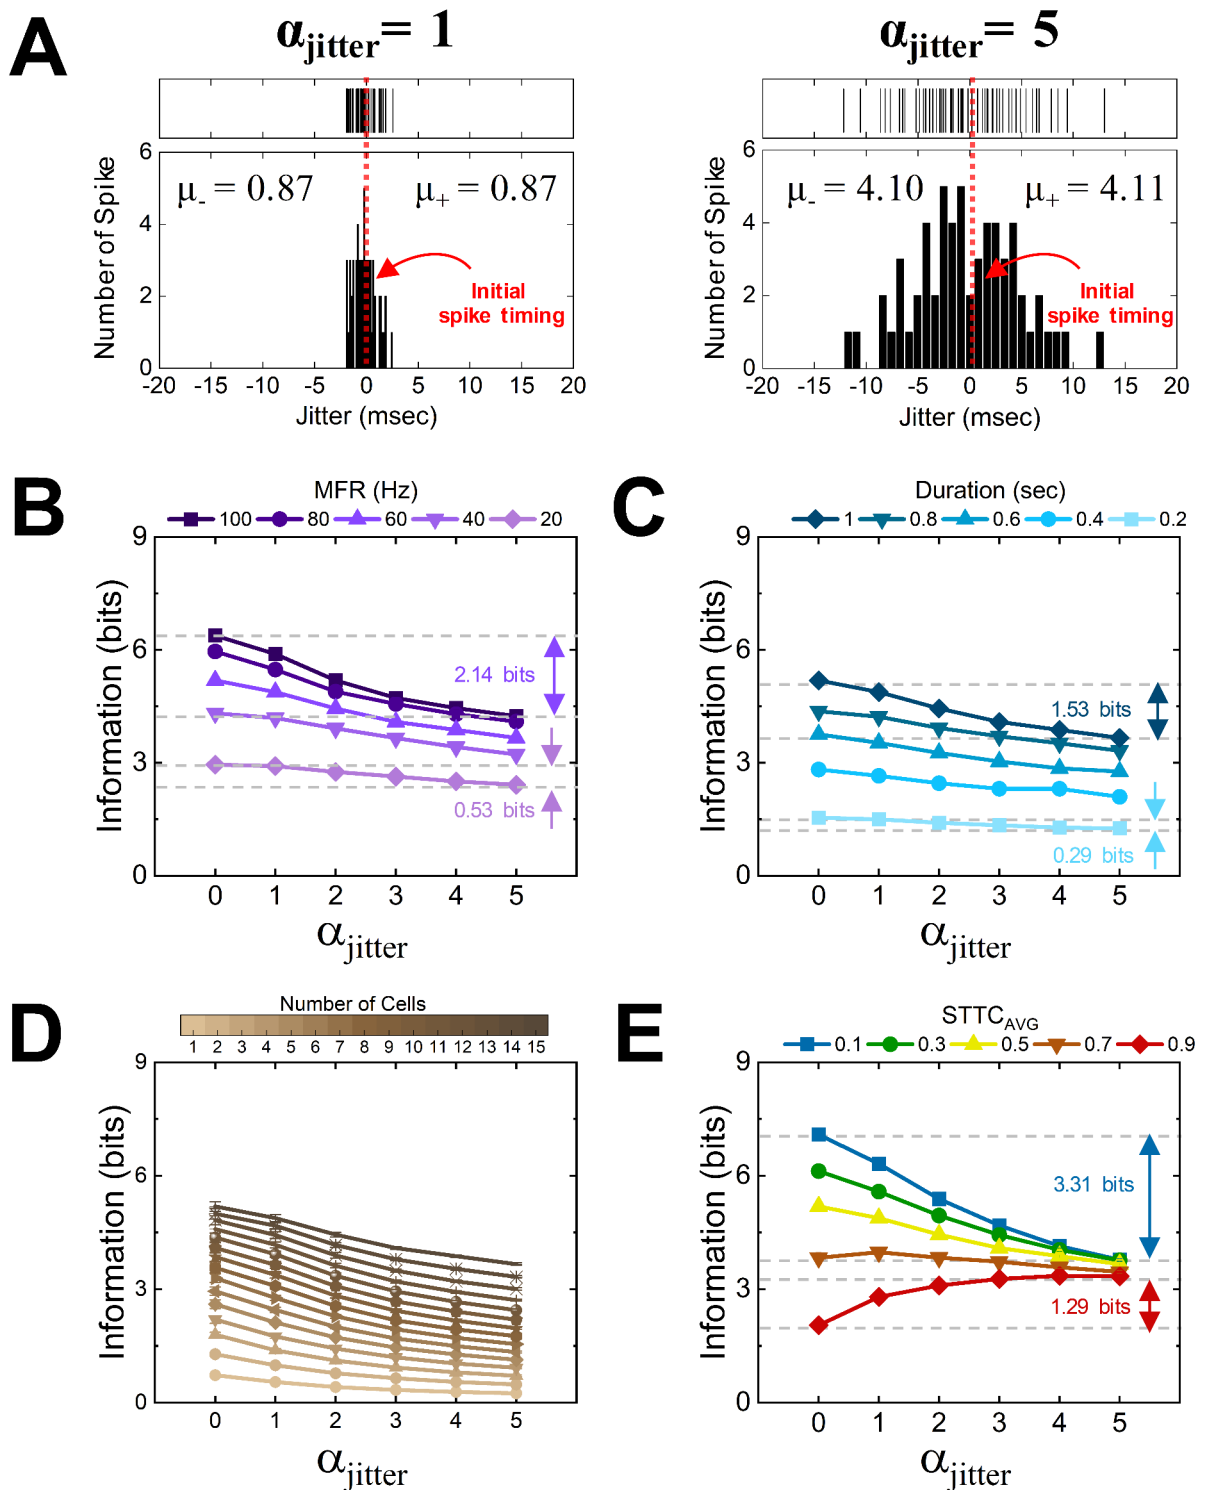 A
αjitter = 1
αjitter = 5
6
4
2
0
Number of Spike
μ- = 0.87
μ+ = 0.87
Initial
spike timing
-20 -15 -10 -5 0 5 10 15 20
Jitter (msec)
6
4
2
0
Number of Spike
μ- = 4.10
μ+ = 4.11
Initial
spike timing
-20 -15 -10 -5 0 5 10 15 20
Jitter (msec)
B
MFR (Hz)
100 80 60 40 20
9
6
3
0
Information (bits)
2.14 bits
0.53 bits
0 1 2 3 4 5
αjitter
C
Duration (sec)
1 0.8 0.6 0.4 0.2
9
6
3
0
Information (bits)
1.53 bits
0.29 bits
0 1 2 3 4 5
αjitter
D
Number of Cells
1 2 3 4 5 6 7 8 9 10 11 12 13 14 15
9
6
3
0
Information (bits)
0 1 2 3 4 5
αjitter
E
STTCAVG
0.1 0.3 0.5 0.7 0.9
9
6
3
0
Information (bits)
3.31 bits
1.29 bits
0 1 2 3 4 5
αjitter